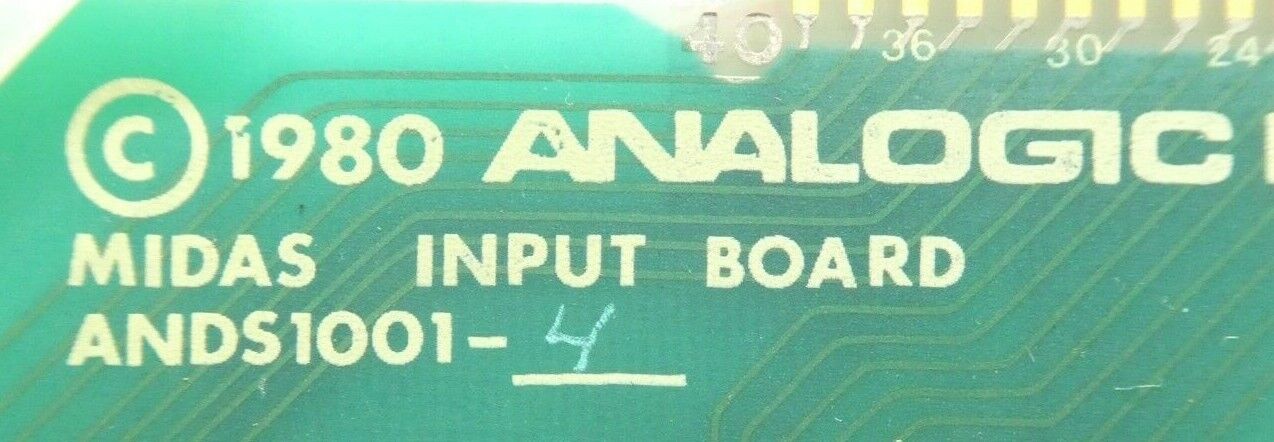 40 36 30 24
© 1980 ANALOGIC
MIDAS INPUT BOARD
ANDS1001-4